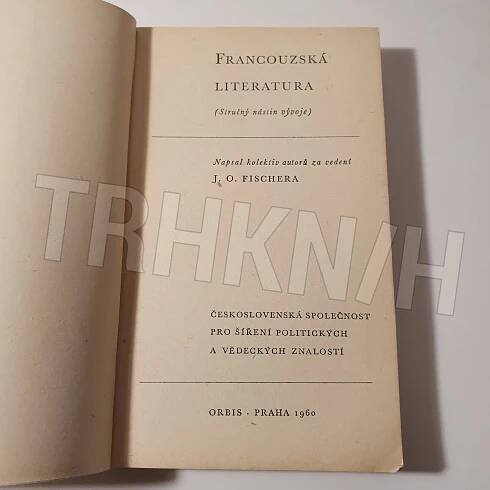 FRANCOUZSKÁ
LITERATURA
(Stručný nástin vývoje)
Napsal kolektiv autorů za vedení
J. O. FISCHERA
TRHKN/H
ČESKOSLOVENSKÁ SPOLEČNOST
PRO ŠÍŘENÍ POLITICKÝCH
A VĚDECKÝCH ZNALOSTÍ
ORBIS · PRAHA 1960